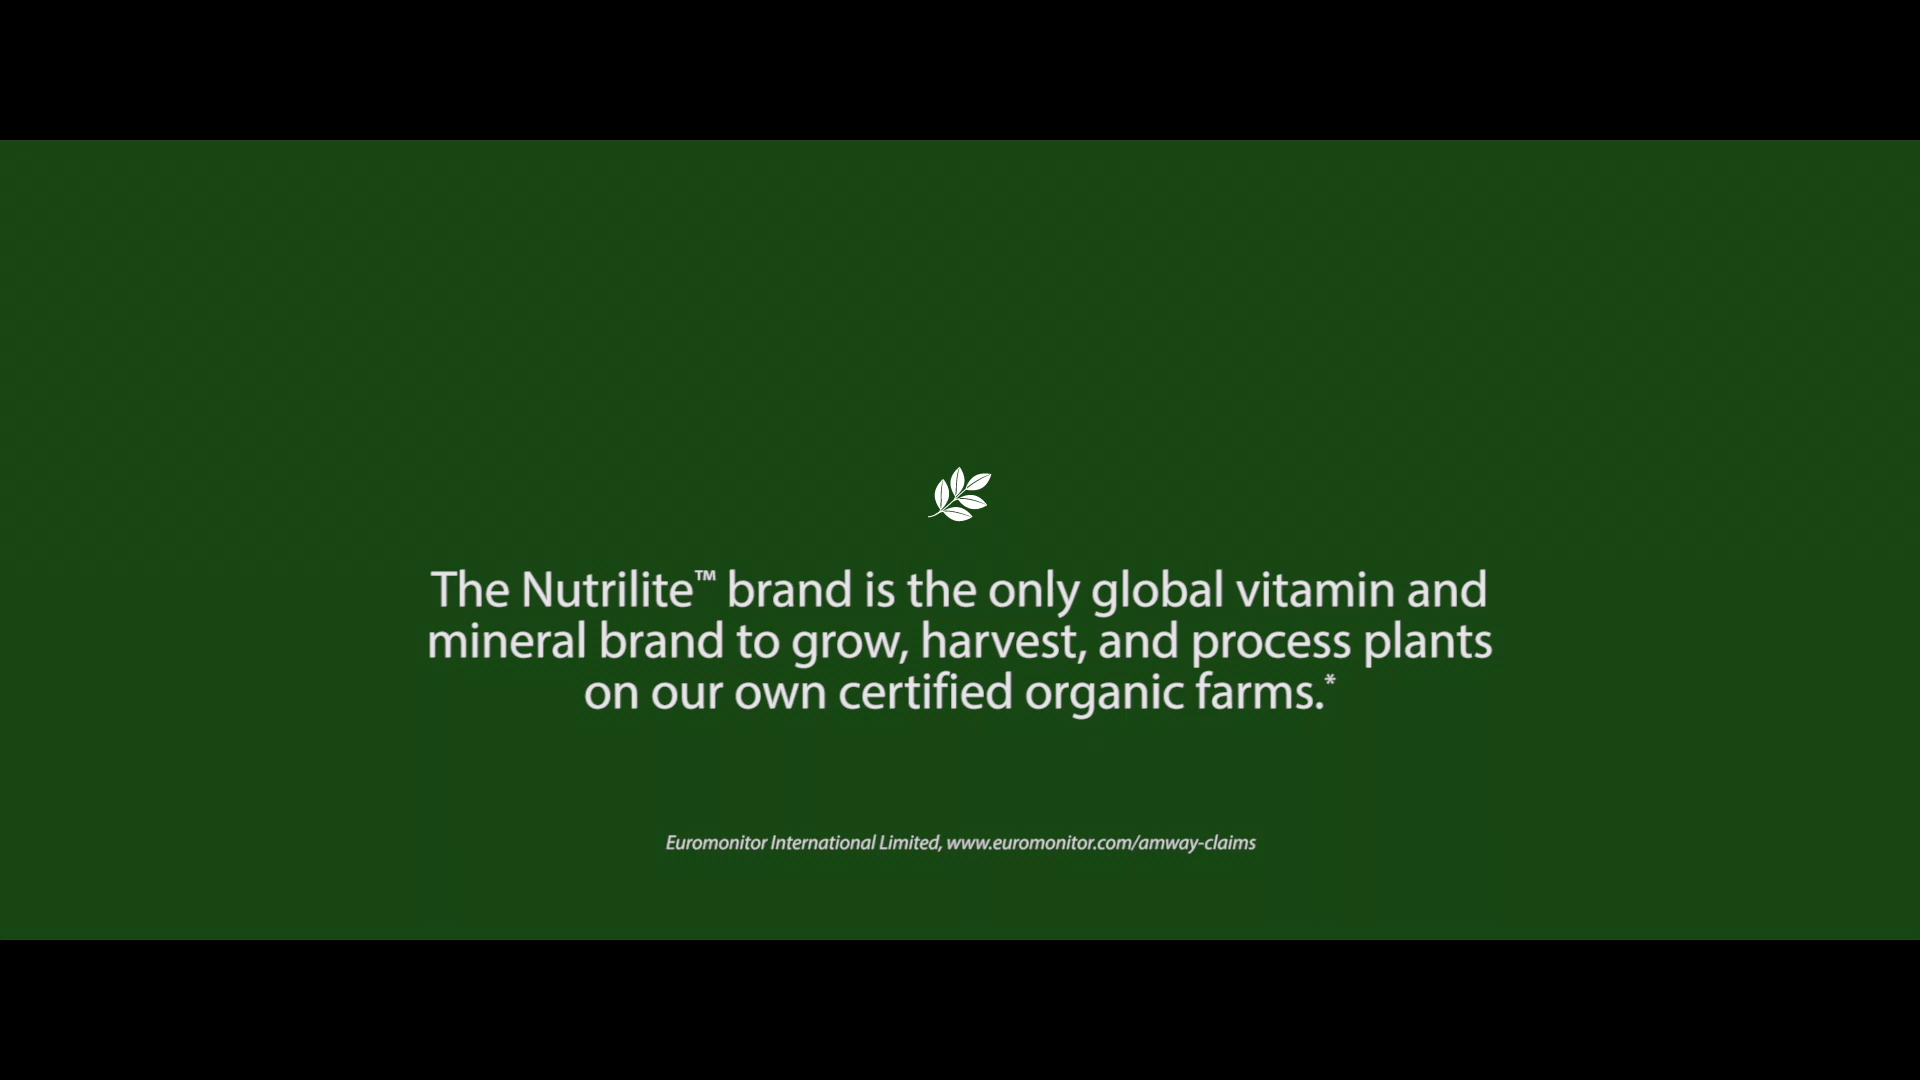 The Nutrilite™ brand is the only global vitamin and
mineral brand to grow, harvest, and process plants
on our own certified organic farms.*
Euromonitor International Limited, www.euromonitor.com/amway-claims